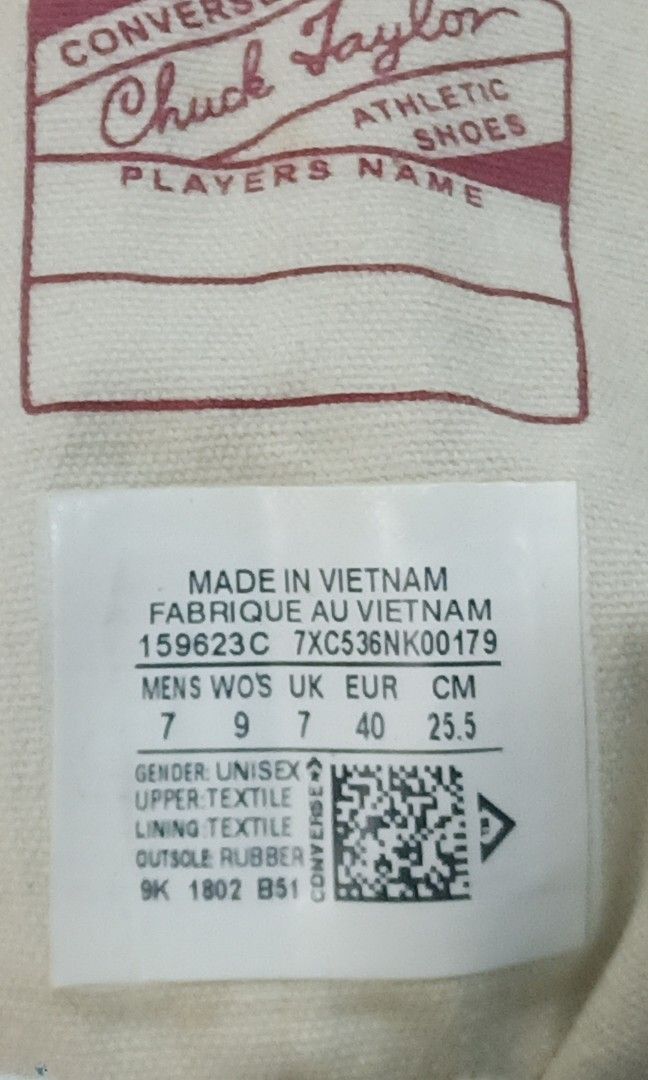 CONVERSE
Chuck Taylor
ATHLETIC
SHOES
PLAYERS NAME
MADE IN VIETNAM
FABRIQUE AU VIETNAM
159623C 7XC536NK00179
MENS WO'S UK EUR CM
7 9 7 40 25.5
GENDER: UNISEX
UPPER:TEXTILE
LINING:TEXTILE
OUTSOLE: RUBBER
9K 1802 B51
CONVERSE